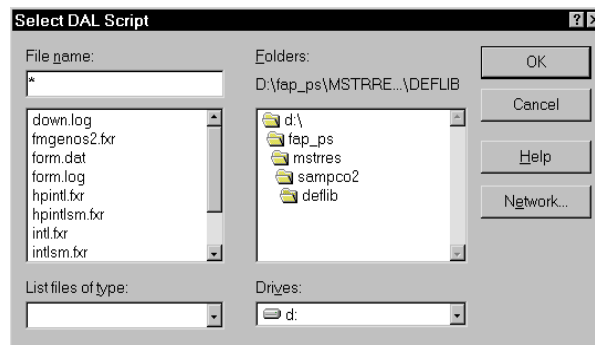 Select DAL Script
File name:
*
down.log
fmgenos2.fxr
form.dat
form.log
hpintl.fxr
hpintlsm.fxr
intl.fxr
intlsm.fxr
List files of type:
Folders:
D:\fap_ps\MSTRRE...\DEFLIB
d:\
fap_ps
mstrres
sampco2
deflib
Drives:
d:
OK
Cancel
Help
Network...